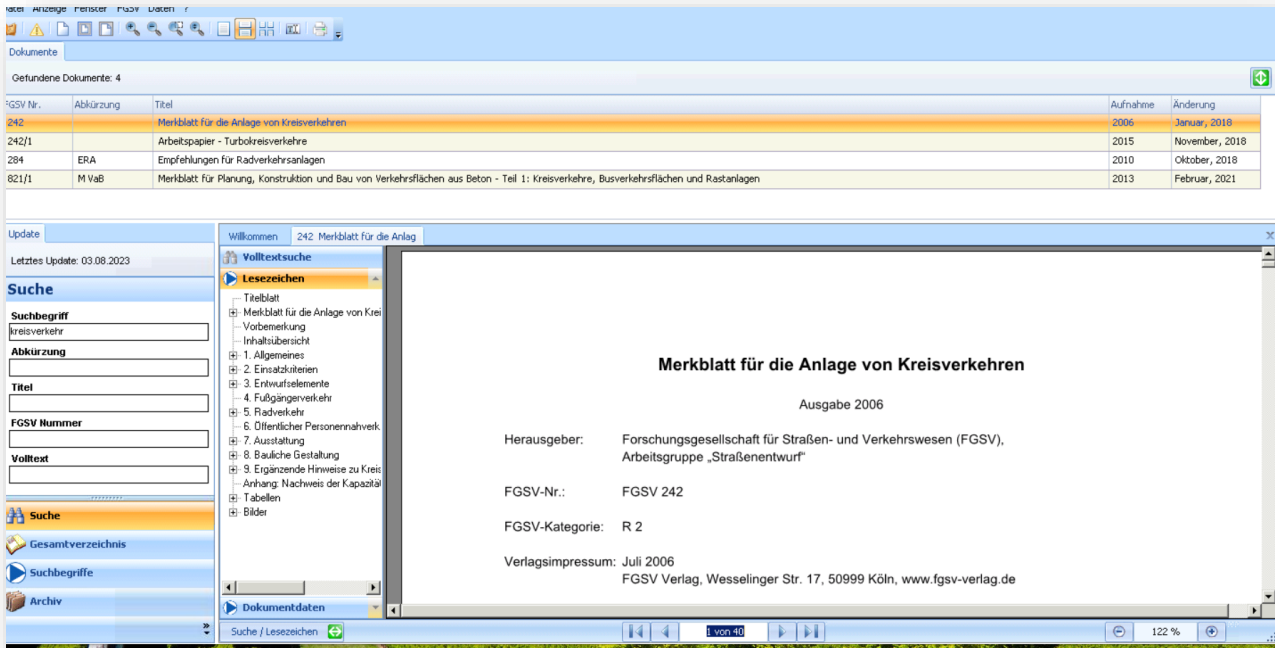 Datei Anzeige Fenster FGSV Daten ?
Dokumente
Gefundene Dokumente: 4
FGSV Nr. Abkürzung Titel Aufnahme Änderung
242 Merkblatt für die Anlage von Kreisverkehren 2006 Januar, 2018
242/1 Arbeitspapier - Turbokreisverkehre 2015 November, 2018
284 ERA Empfehlungen für Radverkehrsanlagen 2010 Oktober, 2018
821/1 M VaB Merkblatt für Planung, Konstruktion und Bau von Verkehrsflächen aus Beton - Teil 1: Kreisverkehre, Busverkehrsflächen und Rastanlagen 2013 Februar, 2021
Update
Letztes Update: 03.08.2023
Suche
Suchbegriff
kreisverkehr
Abkürzung
Titel
FGSV Nummer
Volltext
Suche
Gesamtverzeichnis
Suchbegriffe
Archiv
Willkommen 242 Merkblatt für die Anlag
Volltextsuche
Lesezeichen
Titelblatt
Merkblatt für die Anlage von Krei
Vorbemerkung
Inhaltsübersicht
1. Allgemeines
2. Einsatzkriterien
3. Entwurfselemente
4. Fußgängerverkehr
5. Radverkehr
6. Öffentlicher Personennahverk
7. Ausstattung
8. Bauliche Gestaltung
9. Ergänzende Hinweise zu Kreis
Anhang: Nachweis der Kapazität
Tabellen
Bilder
Dokumentdaten
Suche / Lesezeichen
Merkblatt für die Anlage von Kreisverkehren
Ausgabe 2006
Herausgeber: Forschungsgesellschaft für Straßen- und Verkehrswesen (FGSV),
Arbeitsgruppe „Straßenentwurf“
FGSV-Nr.: FGSV 242
FGSV-Kategorie: R 2
Verlagsimpressum: Juli 2006
FGSV Verlag, Wesselinger Str. 17, 50999 Köln, www.fgsv-verlag.de
1 von 40
122 %